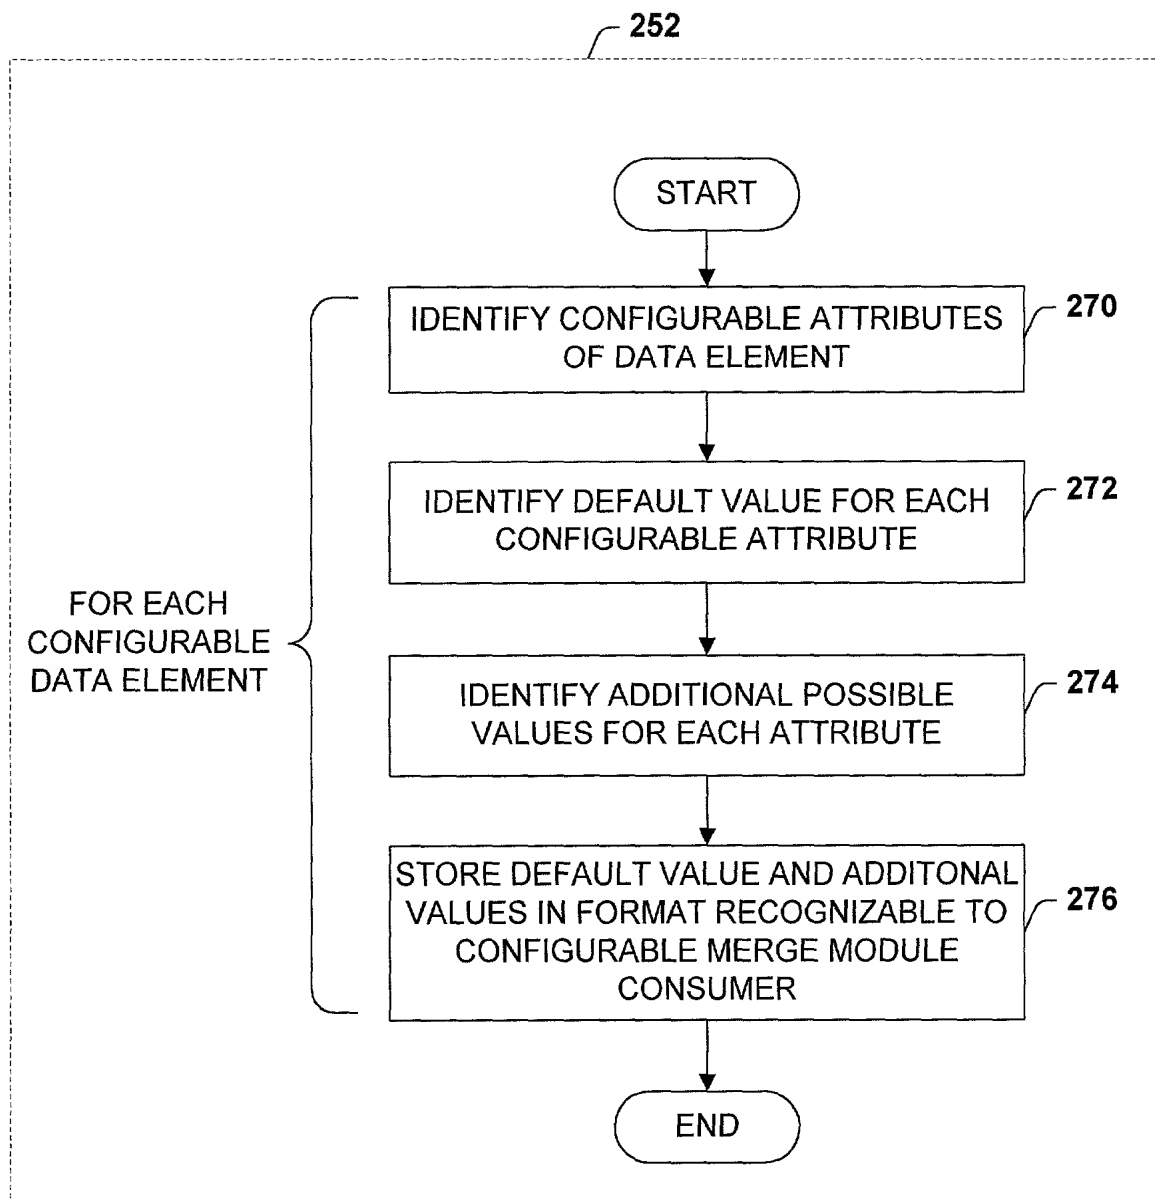 252
START
IDENTIFY CONFIGURABLE ATTRIBUTES
OF DATA ELEMENT
270
IDENTIFY DEFAULT VALUE FOR EACH
CONFIGURABLE ATTRIBUTE
272
FOR EACH
CONFIGURABLE
DATA ELEMENT
IDENTIFY ADDITIONAL POSSIBLE
VALUES FOR EACH ATTRIBUTE
274
STORE DEFAULT VALUE AND ADDITONAL
VALUES IN FORMAT RECOGNIZABLE TO
CONFIGURABLE MERGE MODULE
CONSUMER
276
END